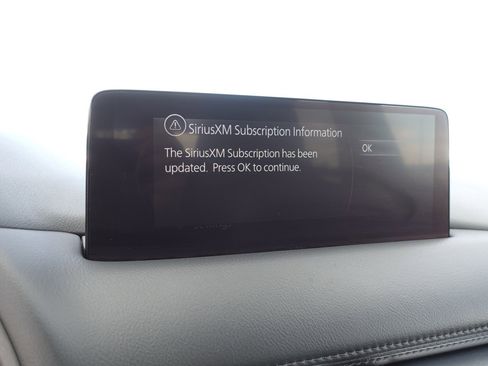 SiriusXM Subscription Information
The SiriusXM Subscription has been
updated. Press OK to continue.
OK